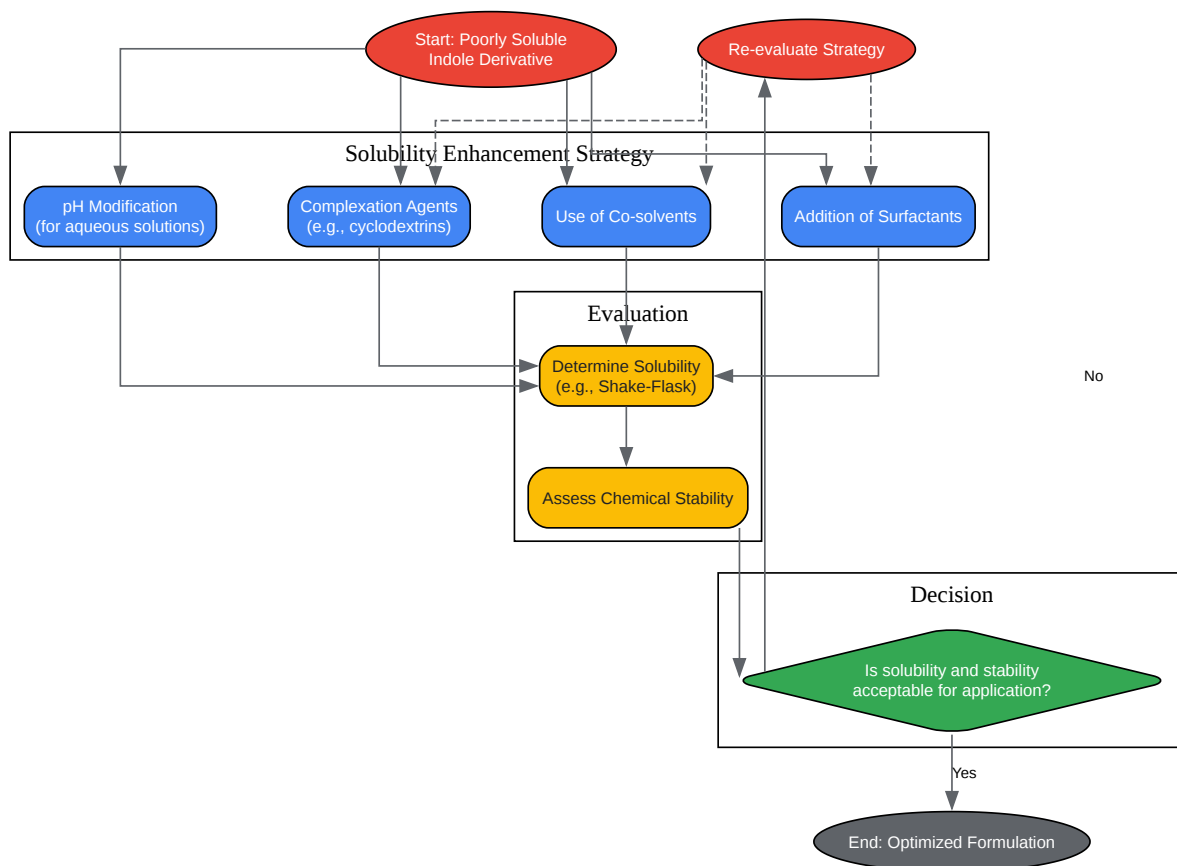 Start: Poorly Soluble
Indole Derivative
Re-evaluate Strategy
Solubility Enhancement Strategy
pH Modification
(for aqueous solutions)
Complexation Agents
(e.g., cyclodextrins)
Use of Co-solvents
Addition of Surfactants
Evaluation
Determine Solubility
(e.g., Shake-Flask)
No
Assess Chemical Stability
Decision
Is solubility and stability
acceptable for application?
Yes
End: Optimized Formulation